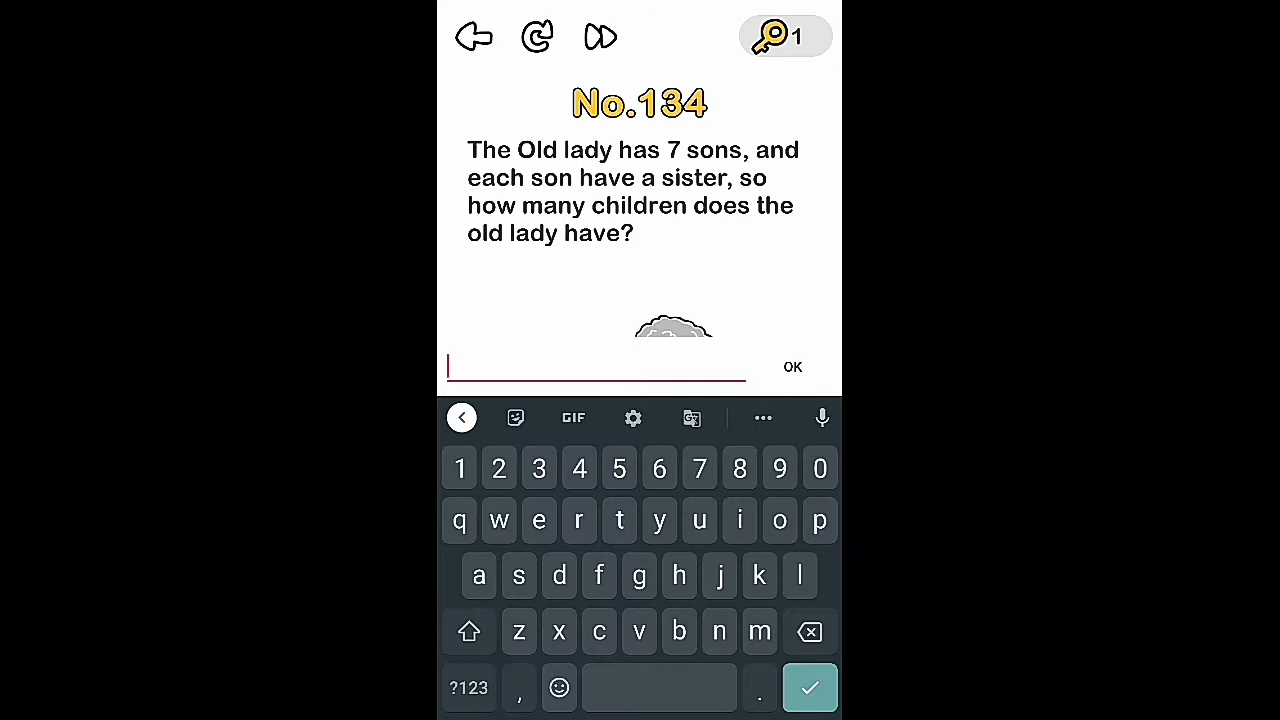 1
No.134
The Old lady has 7 sons, and
each son have a sister, so
how many children does the
old lady have?
OK
GIF
1 2 3 4 5 6 7 8 9 0
q w e r t y u i o p
a s d f g h j k l
z x c v b n m
?123 , .